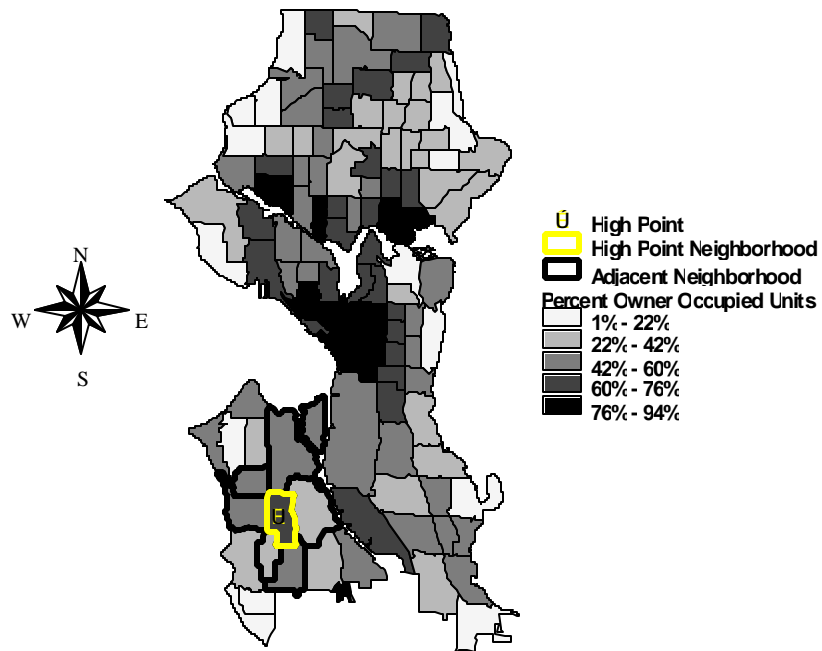 N
W
E
S
Ú High Point
High Point Neighborhood
Adjacent Neighborhood
Percent Owner Occupied Units
1% - 22%
22% - 42%
42% - 60%
60% - 76%
76% - 94%
Ú